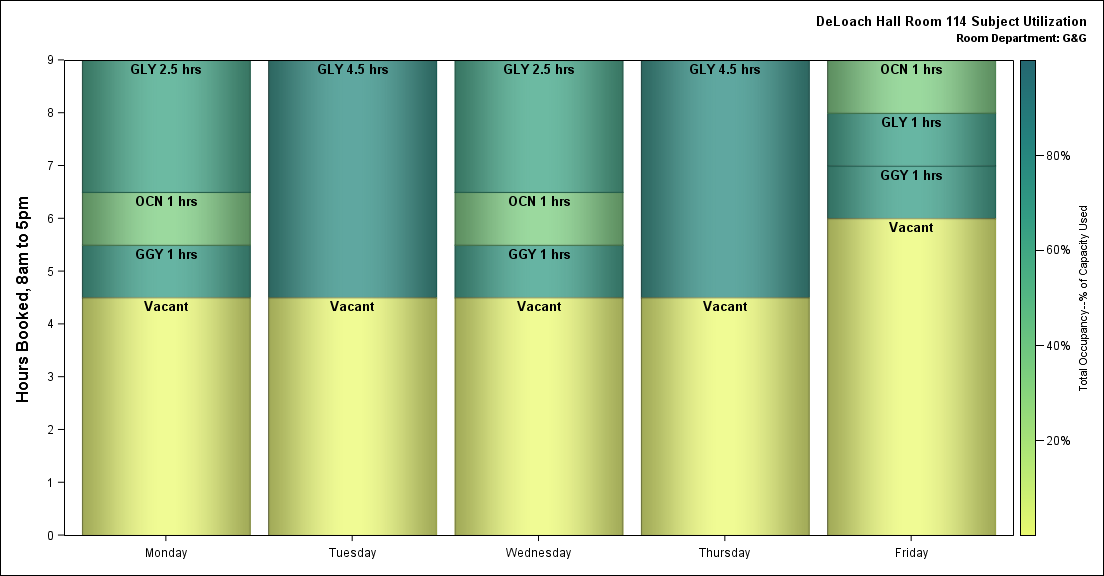 DeLoach Hall Room 114 Subject Utilization
Room Department: G&G
Hours Booked, 8am to 5pm
9
8
7
6
5
4
3
2
1
0
GLY 2.5 hrs
OCN 1 hrs
GGY 1 hrs
Vacant
GLY 4.5 hrs
Vacant
GLY 2.5 hrs
OCN 1 hrs
GGY 1 hrs
Vacant
GLY 4.5 hrs
Vacant
OCN 1 hrs
GLY 1 hrs
GGY 1 hrs
Vacant
Monday
Tuesday
Wednesday
Thursday
Friday
80%
60%
40%
20%
Total Occupancy--% of Capacity Used